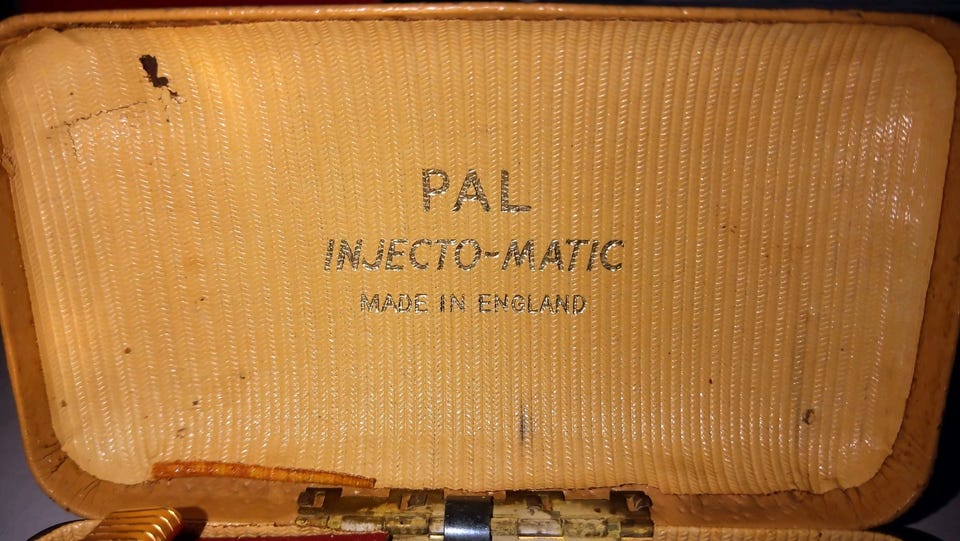 PAL
INJECTO-MATIC
MADE IN ENGLAND